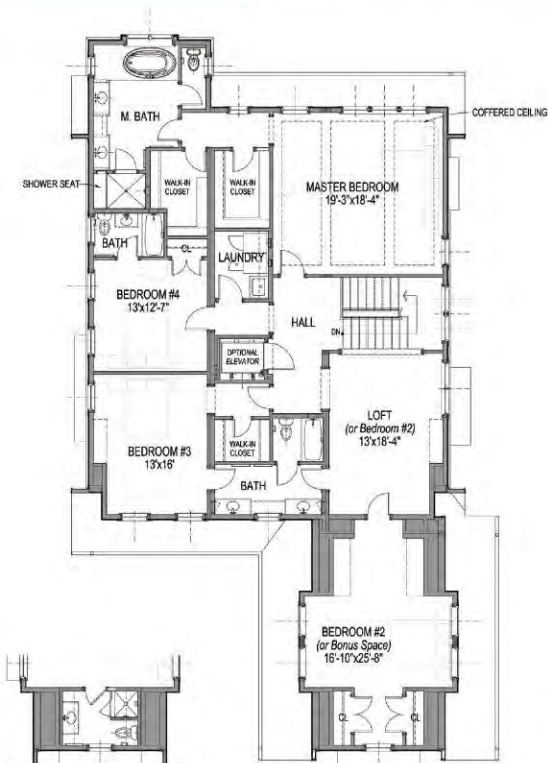 COFFERED CEILING
M. BATH
SHOWER SEAT
WALK-IN
CLOSET
WALK-IN
CLOSET
MASTER BEDROOM
19'-3"x18'-4"
BATH
CL
LAUNDRY
BEDROOM #4
13'x12'-7"
HALL
DN
OPTIONAL
ELEVATOR
LOFT
(or Bedroom #2)
13'x18'-4"
BEDROOM #3
13'x16'
WALK-IN
CLOSET
BATH
BEDROOM #2
(or Bonus Space)
16'-10"x25'-8"
CL
CL